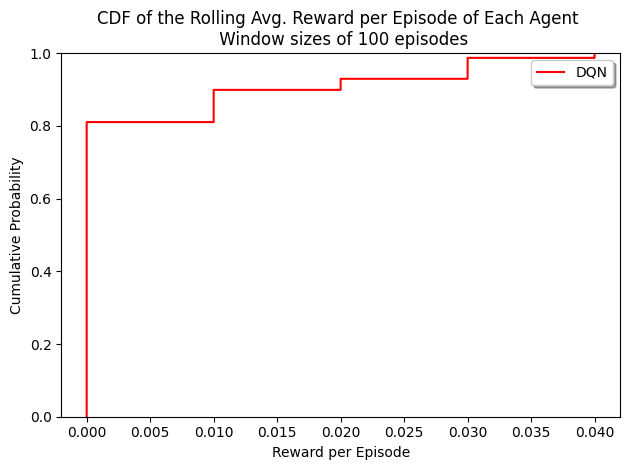 CDF of the Rolling Avg. Reward per Episode of Each Agent
Window sizes of 100 episodes
DQN
Cumulative Probability
1.0
0.8
0.6
0.4
0.2
0.0
0.000 0.005 0.010 0.015 0.020 0.025 0.030 0.035 0.040
Reward per Episode